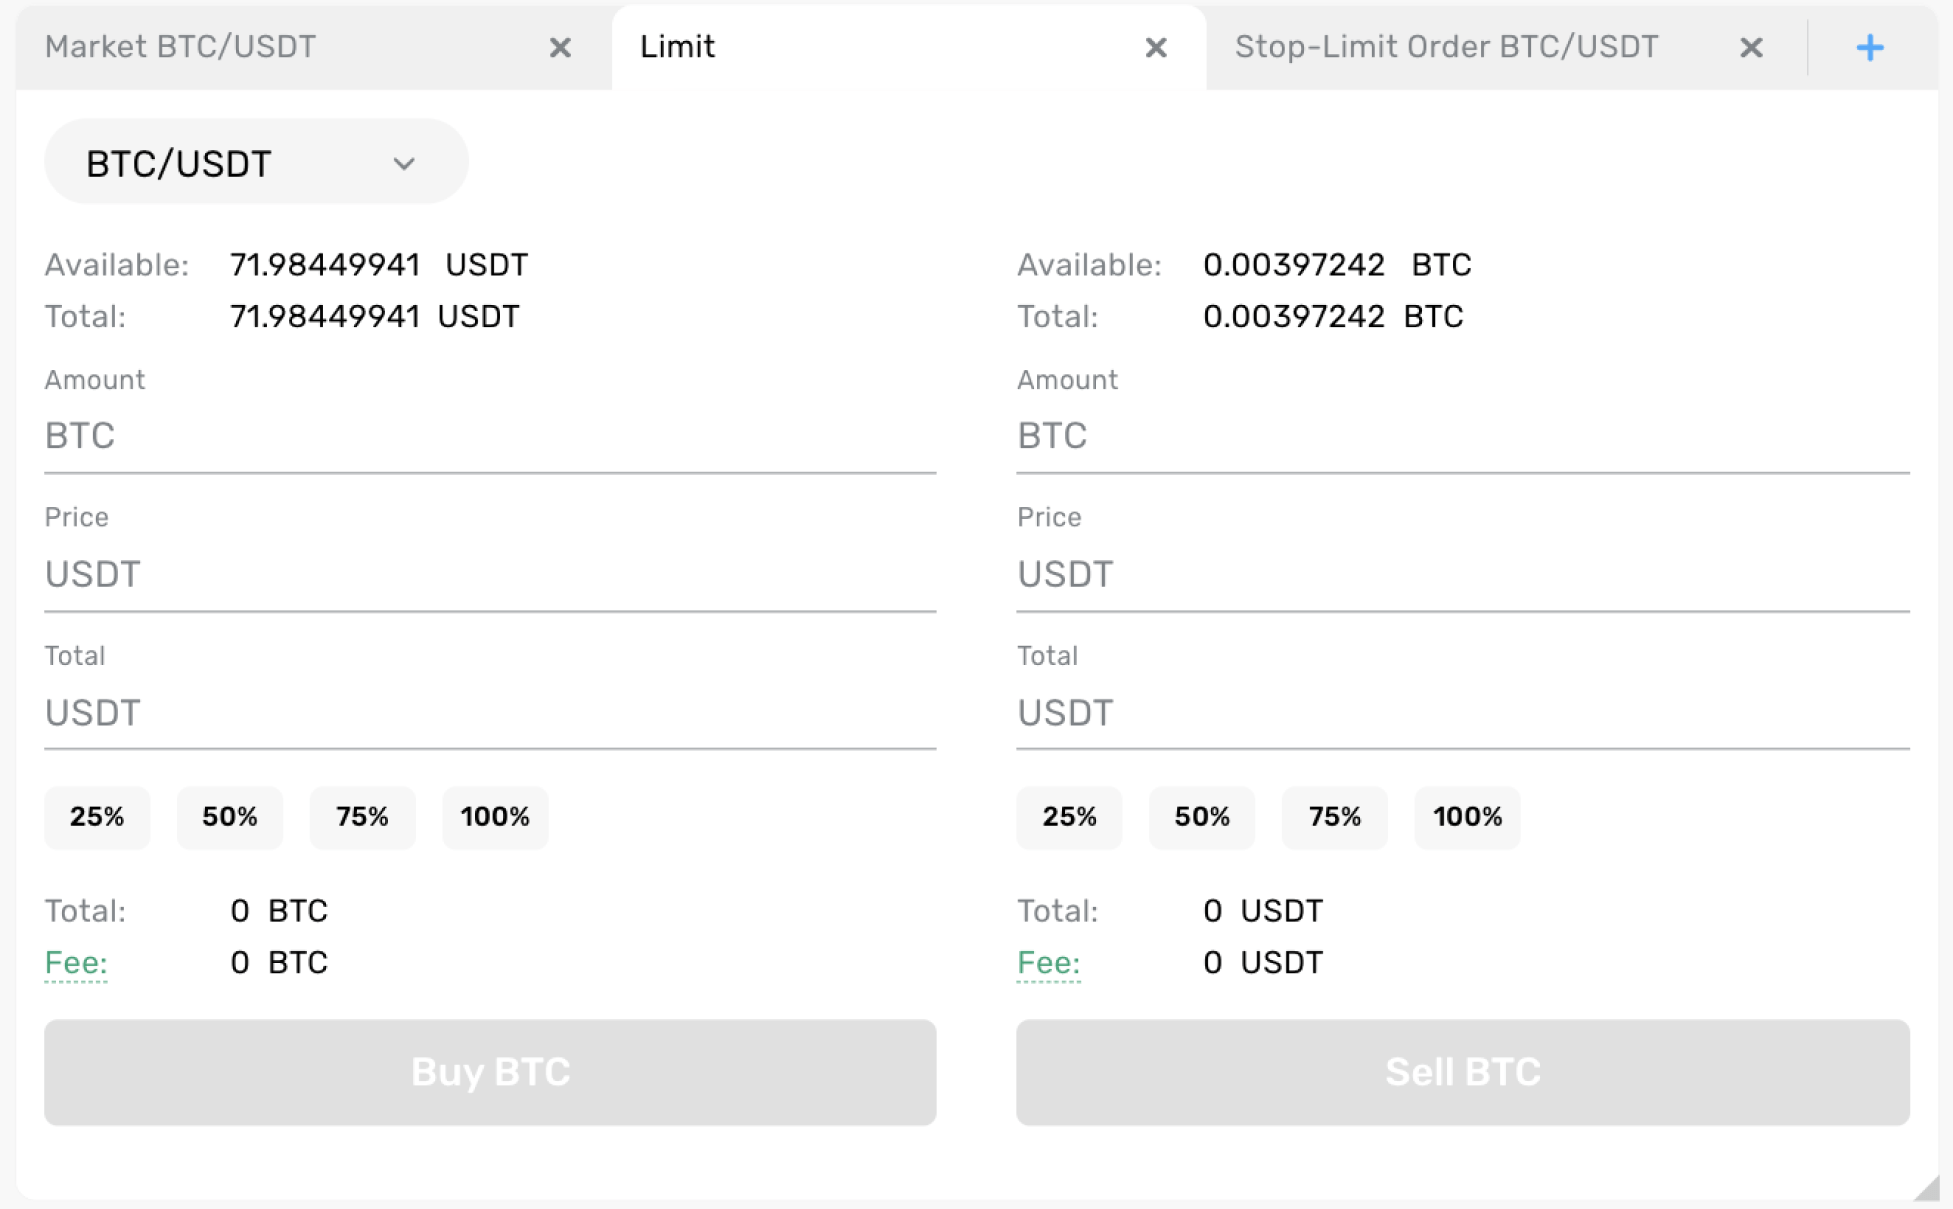 Market BTC/USDT
Limit
Stop-Limit Order BTC/USDT
BTC/USDT
Available: 71.98449941 USDT
Total: 71.98449941 USDT
Amount
BTC
Price
USDT
Total
USDT
25% 50% 75% 100%
Total: 0 BTC
Fee: 0 BTC
Buy BTC
Available: 0.00397242 BTC
Total: 0.00397242 BTC
Amount
BTC
Price
USDT
Total
USDT
25% 50% 75% 100%
Total: 0 USDT
Fee: 0 USDT
Sell BTC